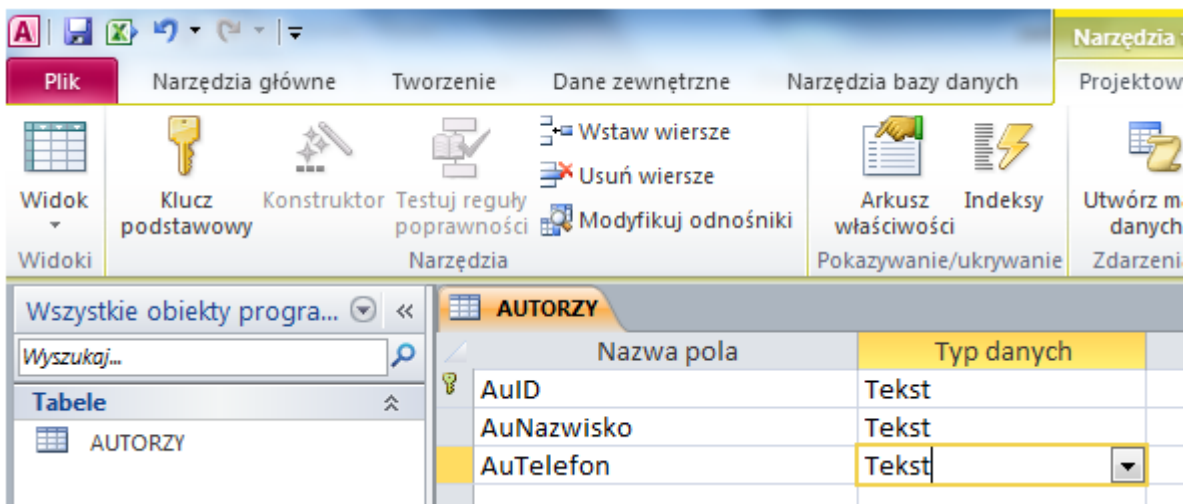 A
Narzędzia
Plik Narzędzia główne Tworzenie Dane zewnętrzne Narzędzia bazy danych Projektow
Widok Klucz podstawowy Konstruktor Testuj reguły poprawności Wstaw wiersze
Usuń wiersze
Modyfikuj odnośniki
Arkusz właściwości Indeksy Utwórz m danych
Widoki Narzędzia Pokazywanie/ukrywanie Zdarzeni
Wszystkie obiekty progra... « AUTORZY
Wyszukaj... Nazwa pola Typ danych
Tabele AuID Tekst
AUTORZY AuNazwisko Tekst
AuTelefon Tekst